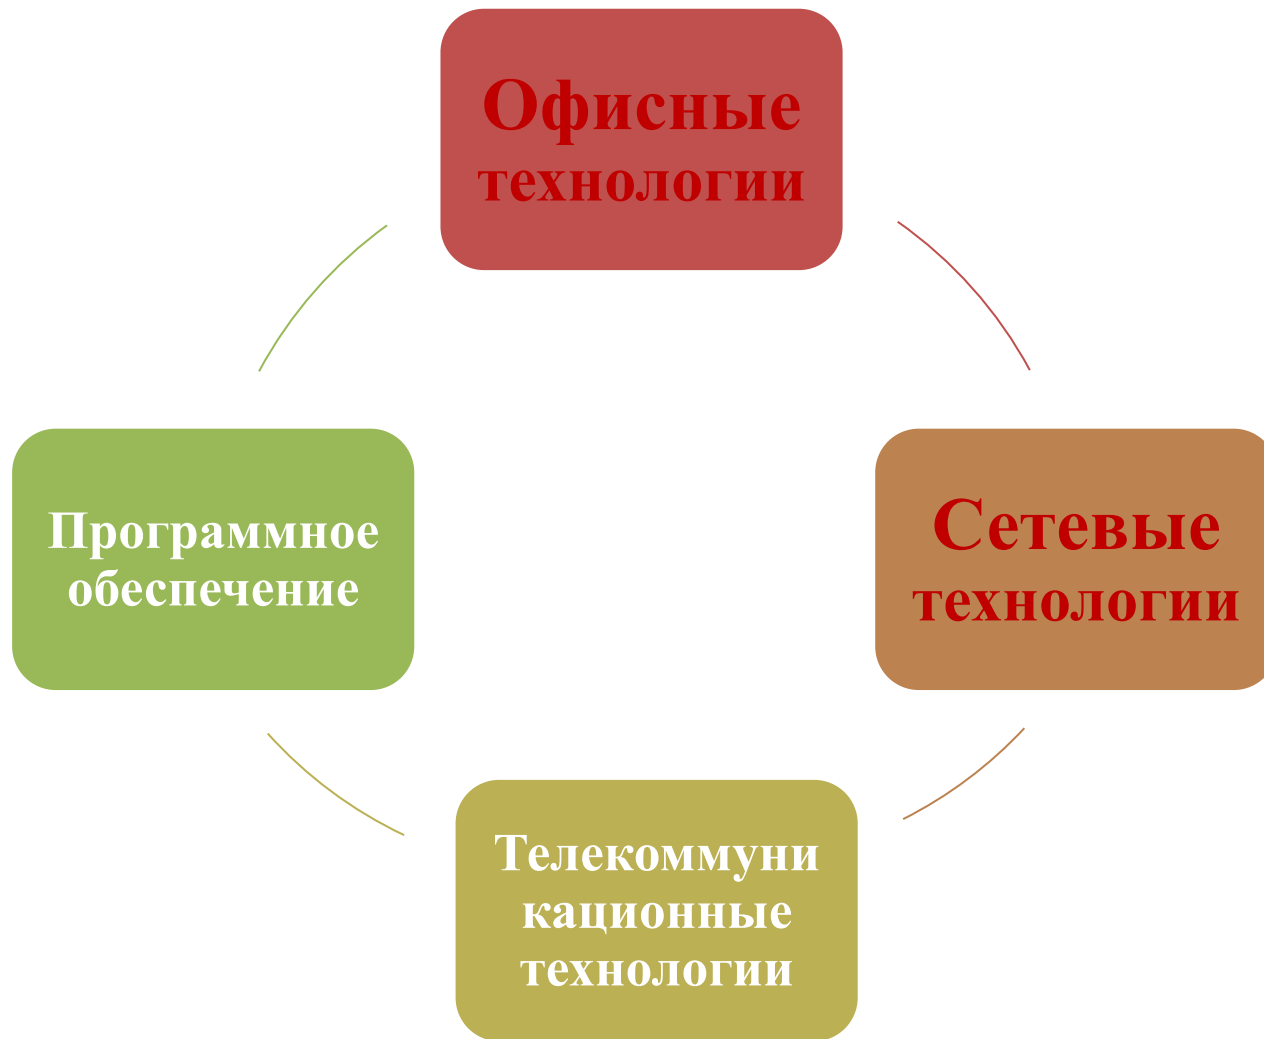 Офисные
технологии
Программное
обеспечение
Сетевые
технологии
Телекоммуни
кационные
технологии